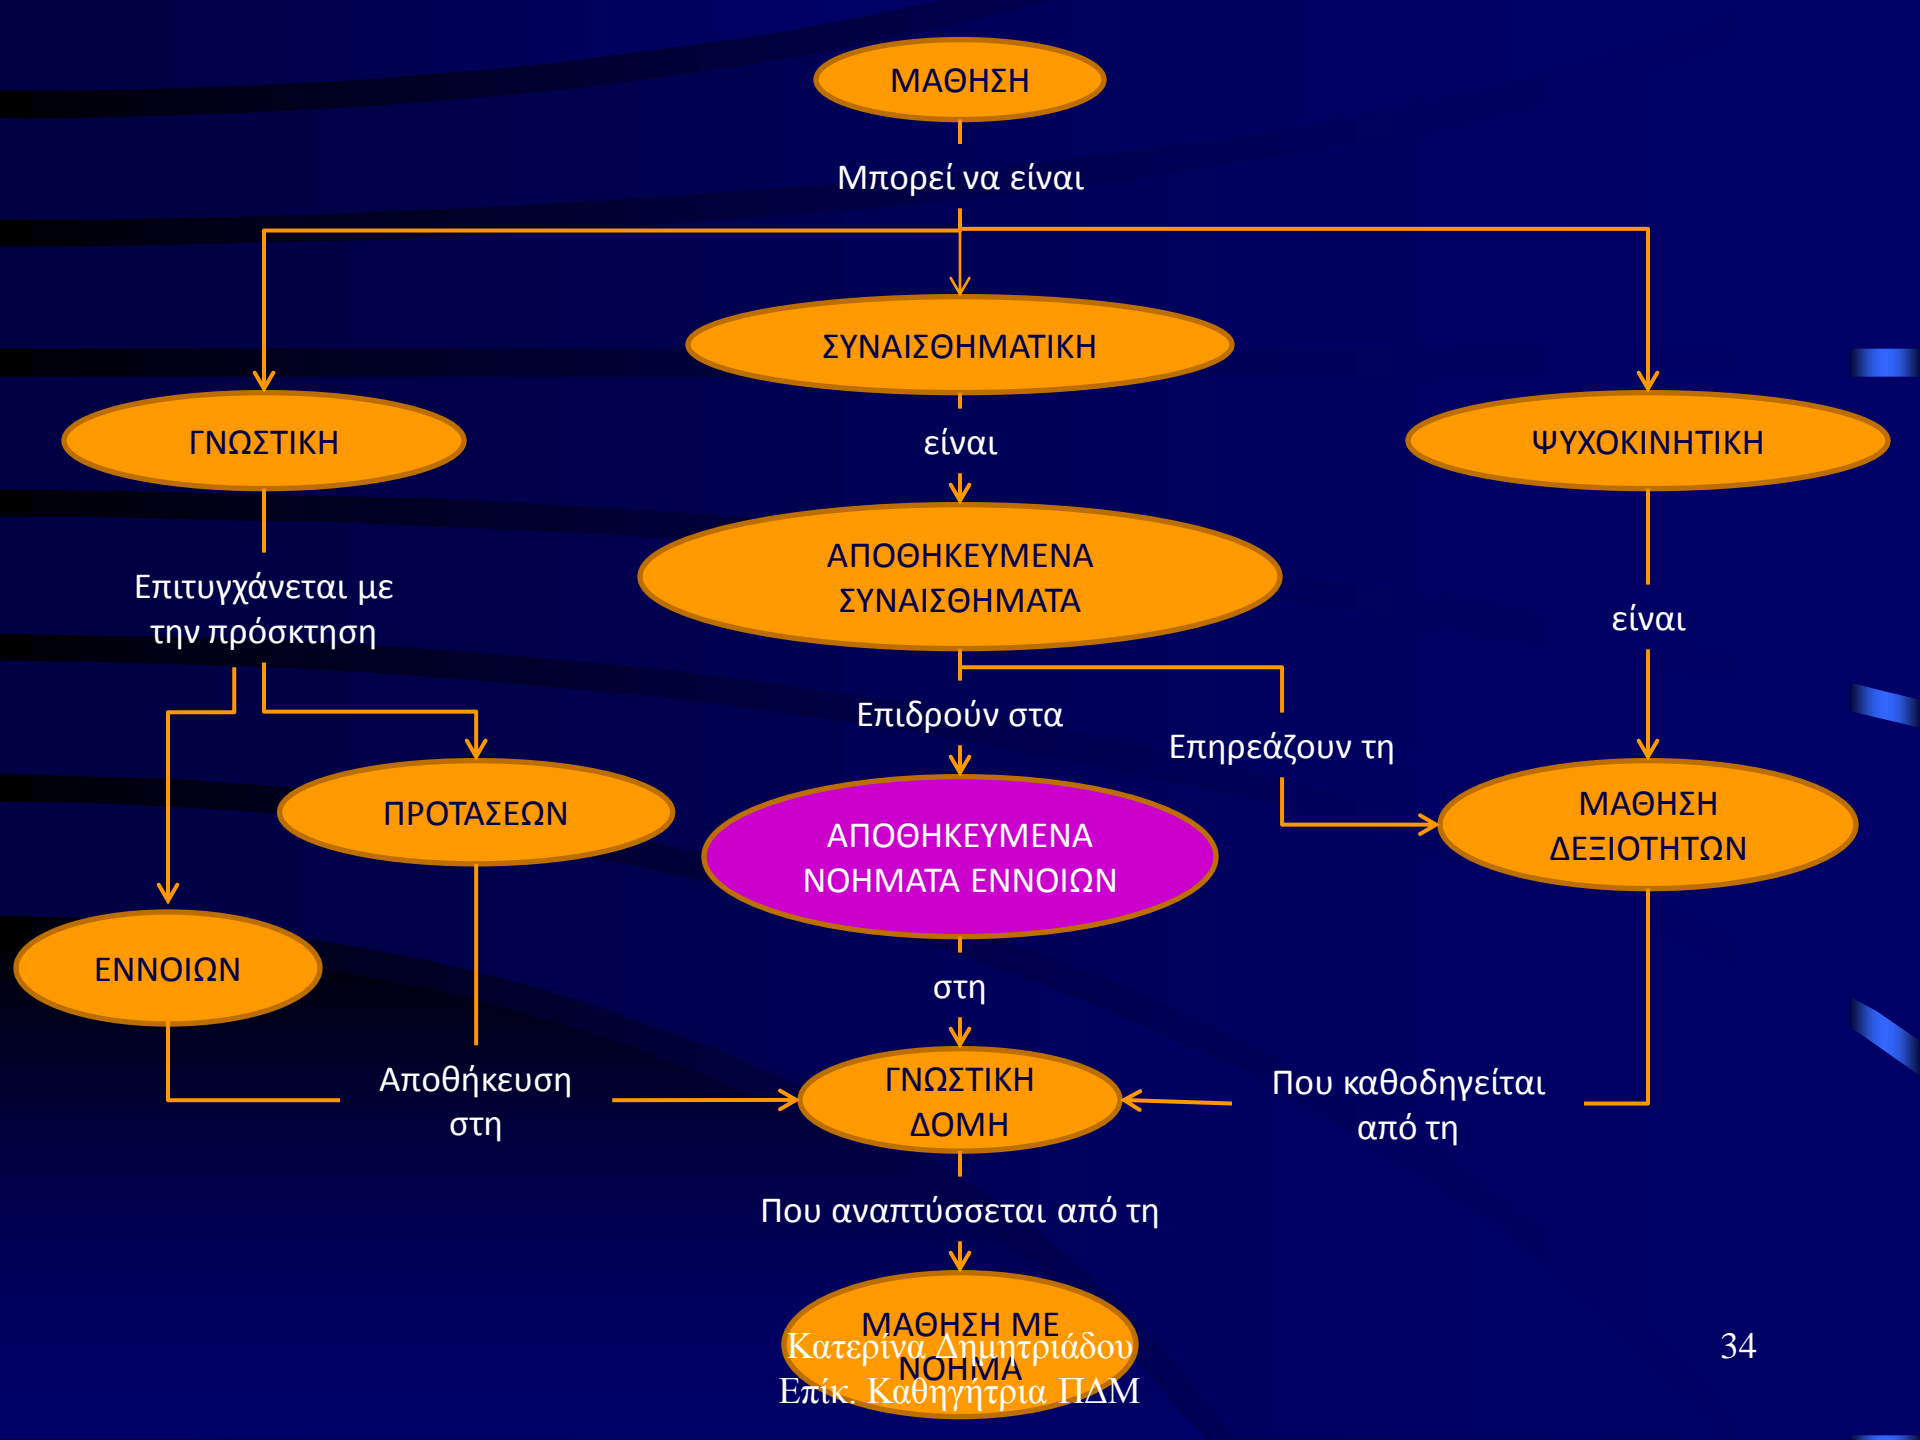 ΜΑΘΗΣΗ
Μπορεί να είναι
ΣΥΝΑΙΣΘΗΜΑΤΙΚΗ
ΓΝΩΣΤΙΚΗ
είναι
ΨΥΧΟΚΙΝΗΤΙΚΗ
ΑΠΟΘΗΚΕΥΜΕΝΑ
ΣΥΝΑΙΣΘΗΜΑΤΑ
Επιτυγχάνεται με
την πρόσκτηση
είναι
Επιδρούν στα
Επηρεάζουν τη
ΠΡΟΤΑΣΕΩΝ
ΑΠΟΘΗΚΕΥΜΕΝΑ
ΝΟΗΜΑΤΑ ΕΝΝΟΙΩΝ
ΜΑΘΗΣΗ
ΔΕΞΙΟΤΗΤΩΝ
ΕΝΝΟΙΩΝ
στη
Αποθήκευση
στη
ΓΝΩΣΤΙΚΗ
ΔΟΜΗ
Που καθοδηγείται
από τη
Που αναπτύσσεται από τη
ΜΑΘΗΣΗ ΜΕ
ΝΟΗΜΑ
Κατερίνα Δημητριάδου
Επίκ. Καθηγήτρια ΠΔΜ
34